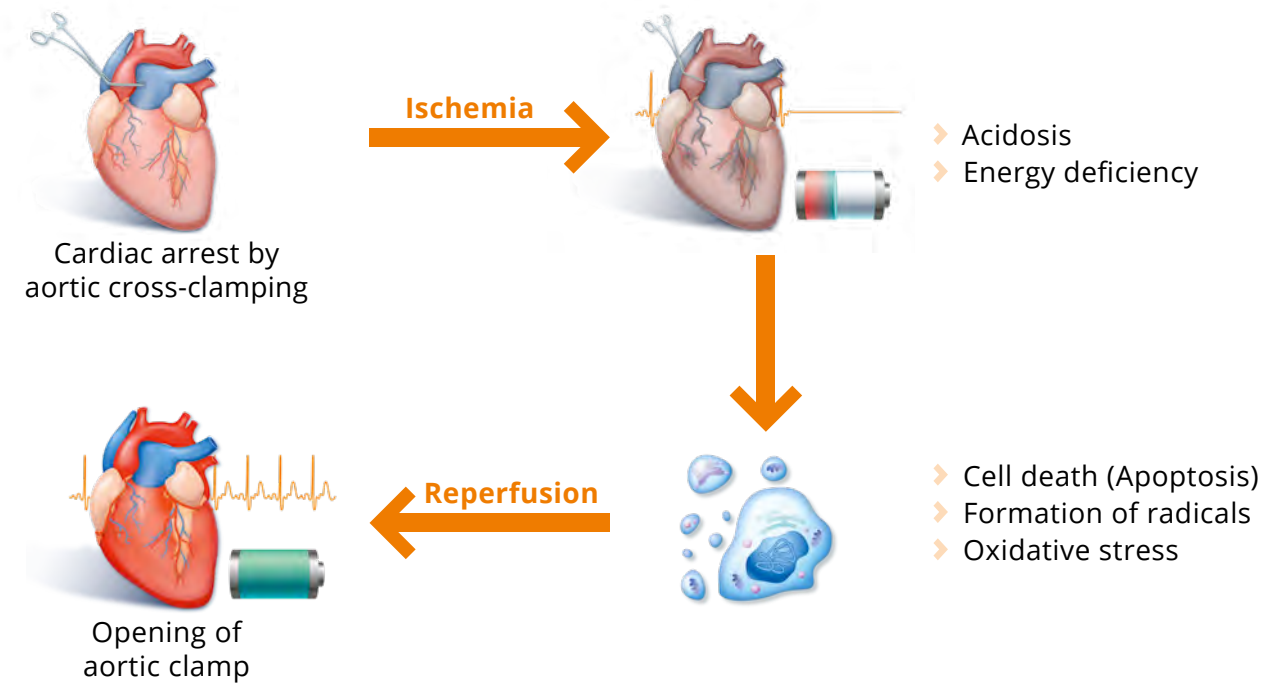 Ischemia
Acidosis
Energy deficiency
Cardiac arrest by
aortic cross-clamping
Reperfusion
Cell death (Apoptosis)
Formation of radicals
Oxidative stress
Opening of
aortic clamp